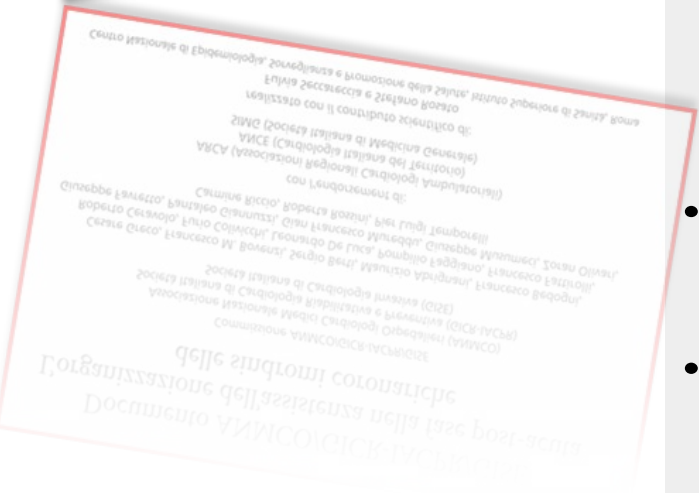 Documento ANMCO/GICR-IACPR/GISE
L'organizzazione dell'assistenza nella fase post-acuta
delle sindromi coronariche
Commissione ANMCO/GICR-IACPR/GISE
Associazione Nazionale Medici Cardiologi Ospedalieri (ANMCO)
Società Italiana di Cardiologia Riabilitativa e Preventiva (GICR-IACPR)
Società Italiana di Cardiologia Invasiva (GISE)
Cesare Greco, Francesco M. Bovenzi, Sergio Berti, Maurizio Abrignani, Francesco Bedogni,
Roberto Ceravolo, Furio Colivicchi, Leonardo De Luca, Pompilio Faggiano, Francesco Fattirolli,
Giuseppe Favretto, Pantaleo Giannuzzi, Gian Francesco Mureddu, Giuseppe Musumeci, Zoran Olivari,
Carmine Riccio, Roberta Rossini, Pier Luigi Temporelli
con l'endorsement di:
ARCA (Associazioni Regionali Cardiologi Ambulatoriali)
ANCE (Cardiologia Italiana del Territorio)
SIMG (Società Italiana di Medicina Generale)
realizzato con il contributo scientifico di:
Fulvia Seccareccia e Stefano Rosato
Centro Nazionale di Epidemiologia, Sorveglianza e Promozione della Salute, Istituto Superiore di Sanità, Roma